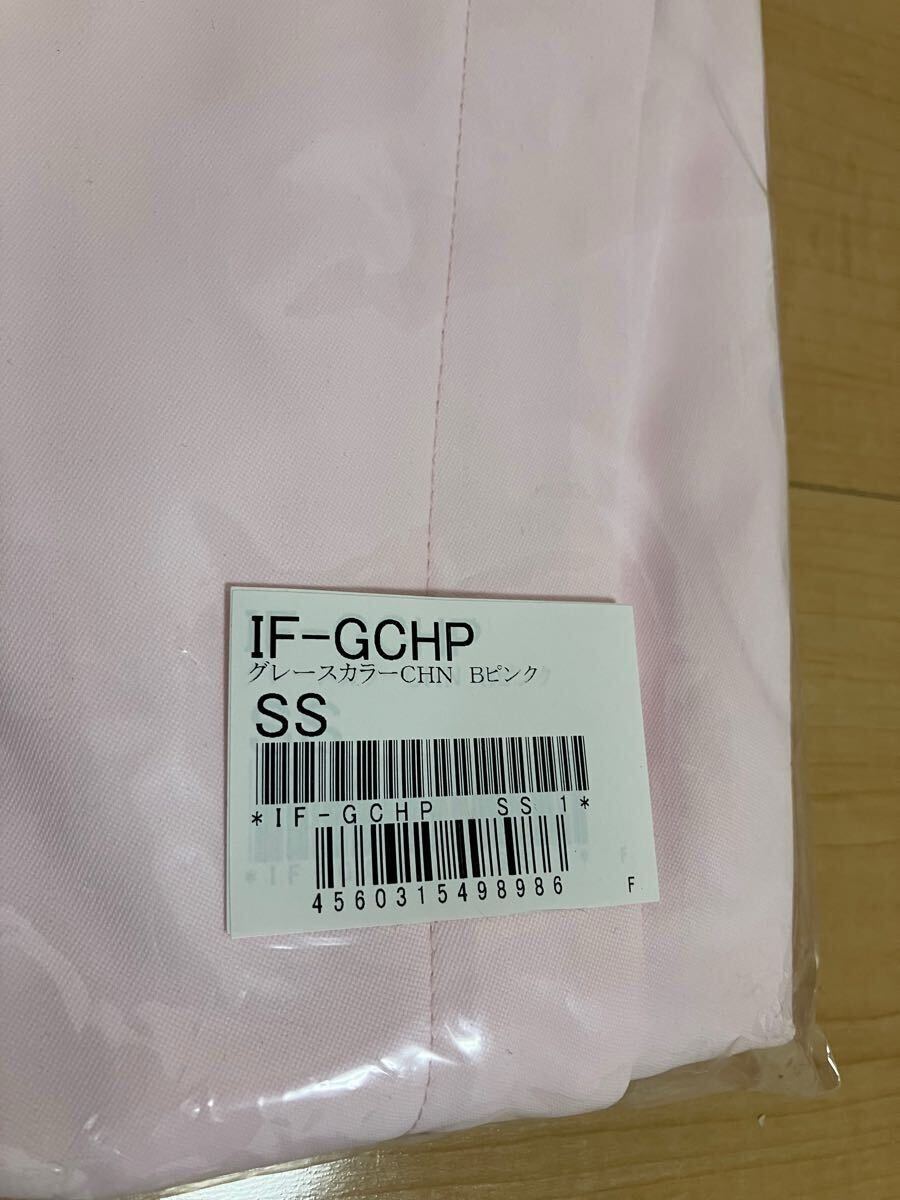 IF-GCHP
グレースカラーCHN Bピンク
SS
*IF-GCHP SS 1*
4560315498986 F